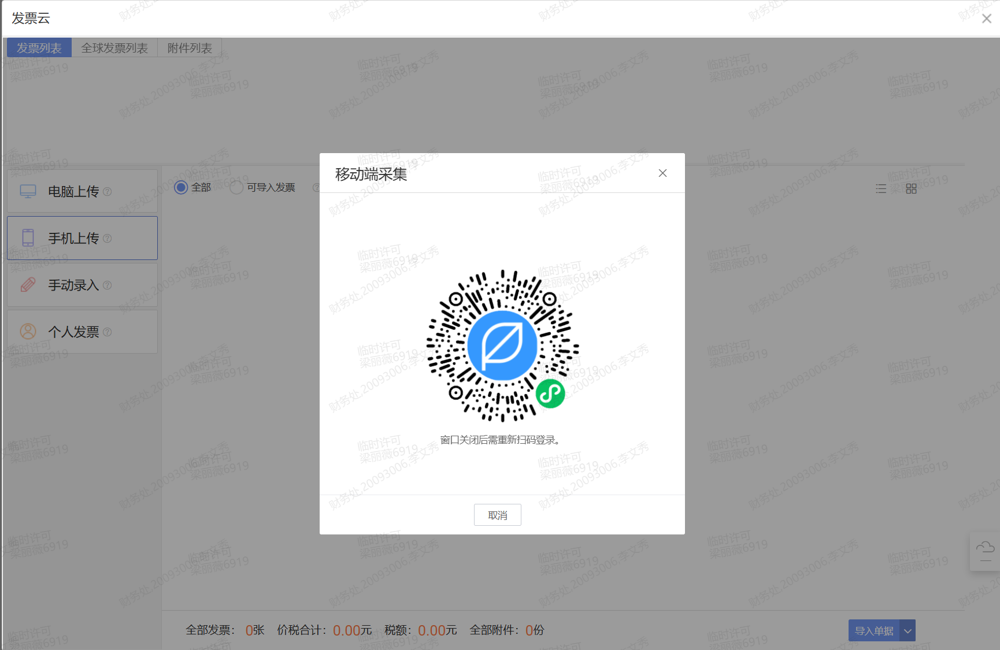 发票云
发票列表 全球发票列表 附件列表
电脑上传
手机上传
手动录入
个人发票
全部 可导入发票
移动端采集
窗口关闭后需重新扫码登录。
取消
全部发票： 0张 价税合计：0.00元 税额：0.00元 全部附件：0份
导入单据
临时许可
梁丽薇6919
财务处,20093006,李文秀